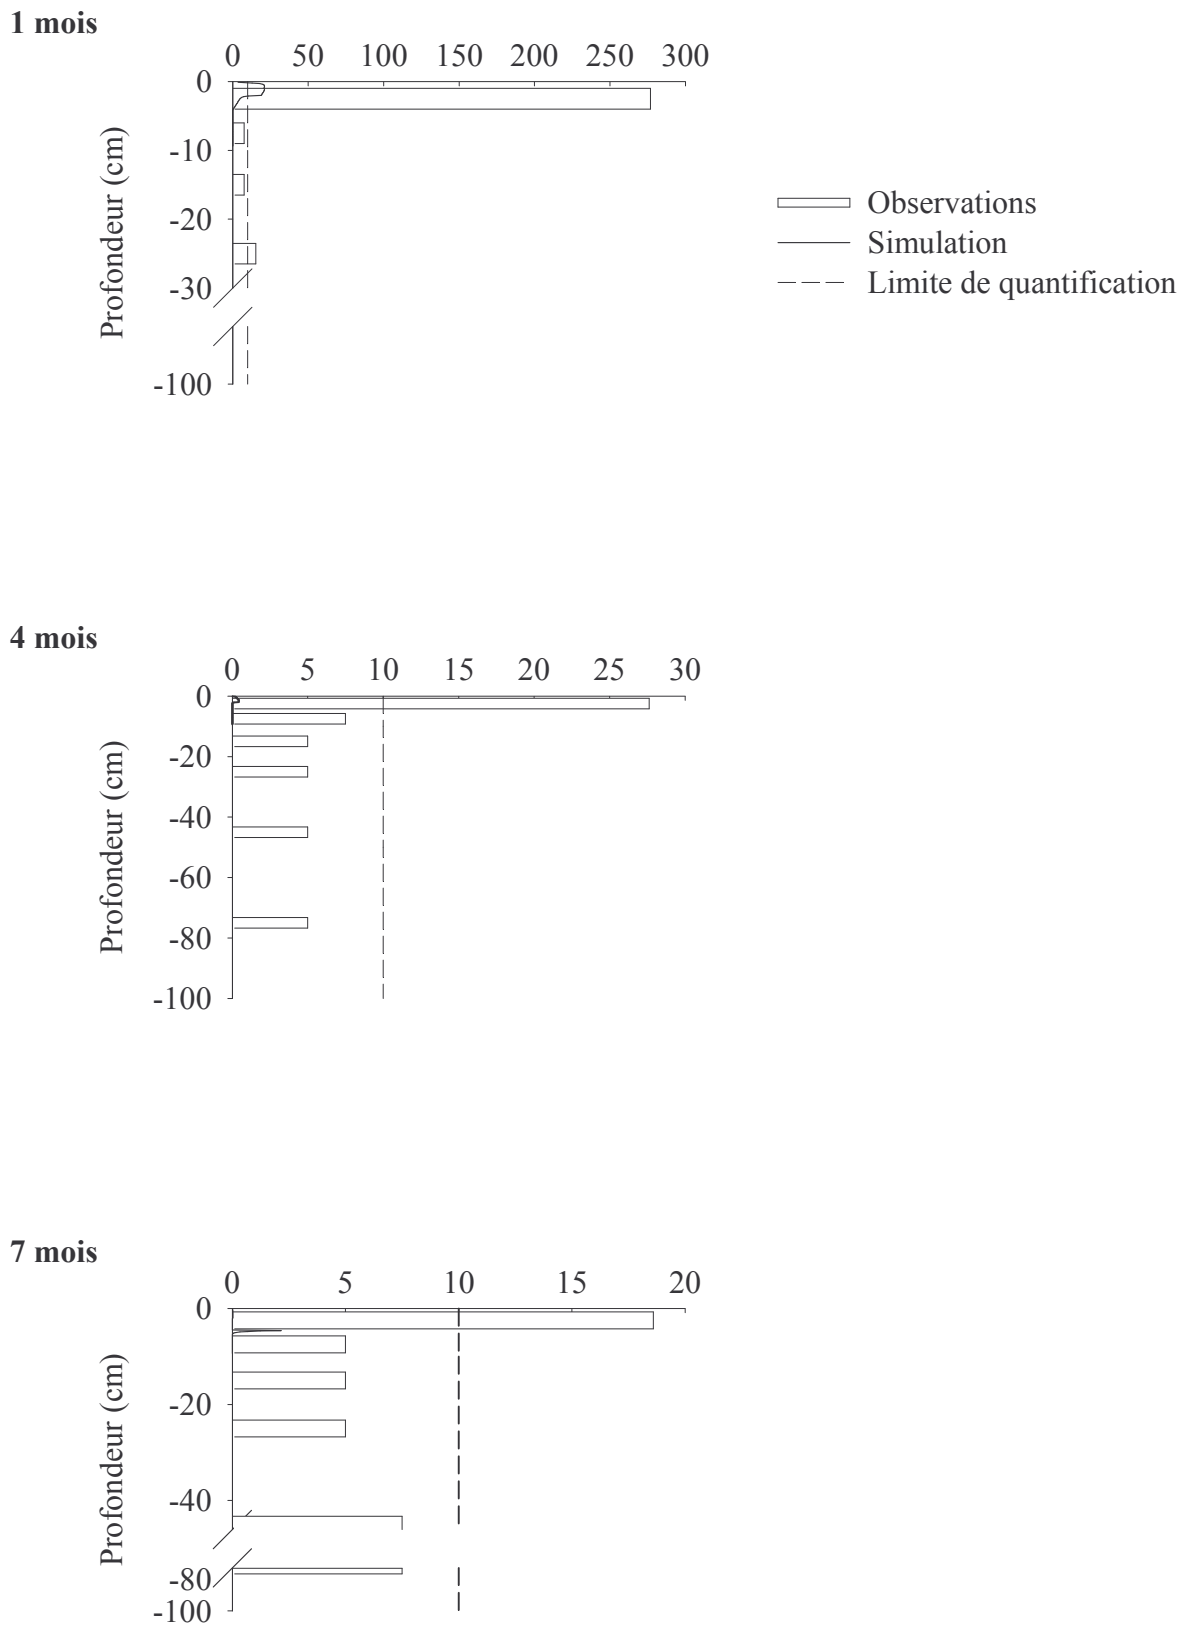 1 mois
0 50 100 150 200 250 300
0
-10
-20
-30
-100
Profondeur (cm)
Observations
Simulation
Limite de quantification
4 mois
0 5 10 15 20 25 30
0
-20
-40
-60
-80
-100
Profondeur (cm)
7 mois
0 5 10 15 20
0
-20
-40
-80
-100
Profondeur (cm)